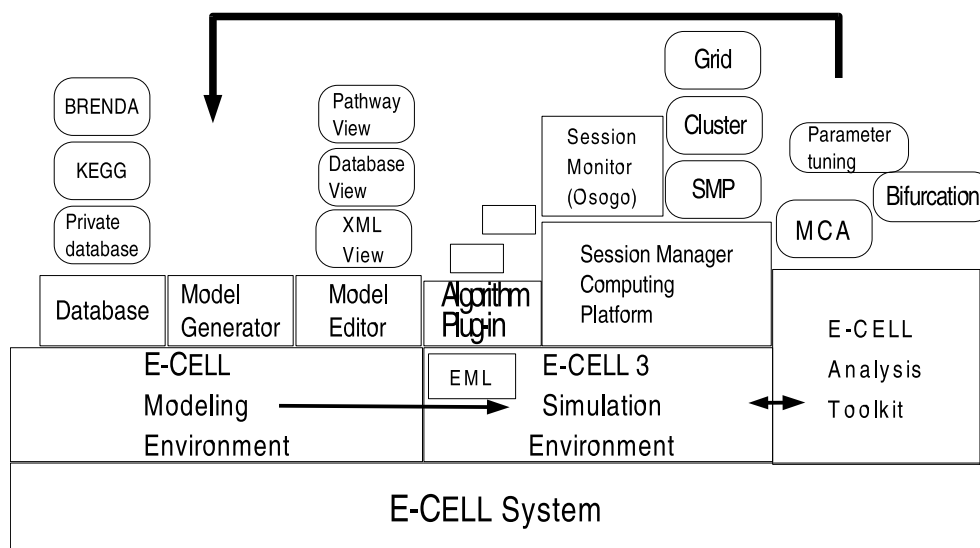 Grid
BRENDA
Pathway
View
Cluster
Session
Monitor
(Osogo)
Parameter
tuning
KEGG
Database
View
SMP
Bifurcation
Private
database
XML
View
MCA
Session Manager
Computing
Platform
Database
Model
Generator
Model
Editor
Algorithm
Plug-in
E-CELL
Analysis
Toolkit
E-CELL
Modeling
Environment
EML
E-CELL 3
Simulation
Environment
E-CELL System